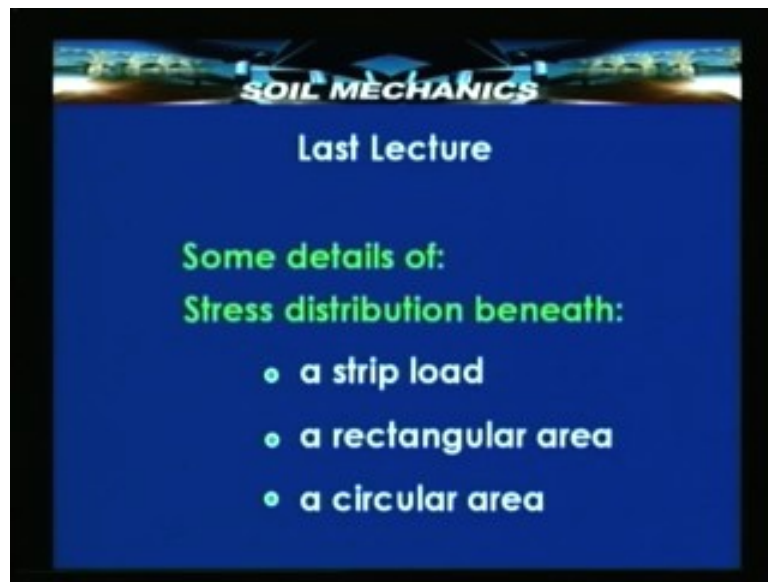 SOIL MECHANICS
Last Lecture
Some details of:
Stress distribution beneath:
a strip load
a rectangular area
a circular area